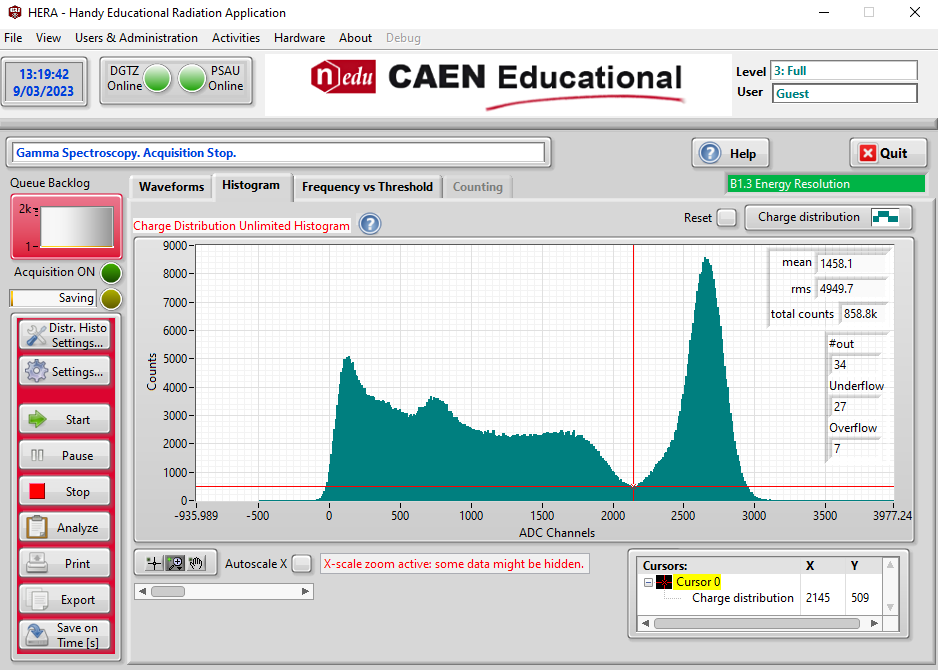 HERA - Handy Educational Radiation Application
File View Users & Administration Activities Hardware About Debug
13:19:42
9/03/2023
DGTZ
Online
PSAU
Online
nedu CAEN Educational
Level 3: Full
User Guest
Gamma Spectroscopy. Acquisition Stop.
Help
Quit
Queue Backlog
2k
1
Acquisition ON
Saving
Waveforms Histogram Frequency vs Threshold Counting
B1.3 Energy Resolution
Charge Distribution Unlimited Histogram
?
Reset
Charge distribution
Distr. Histo
Settings...
Settings...
Start
Pause
Stop
Analyze
Print
Export
Save on
Time [s]
Counts
9000
8000
7000
6000
5000
4000
3000
2000
1000
0
-935.989 -500 0 500 1000 1500 2000 2500 3000 3500 3977.24
ADC Channels
mean 1458.1
rms 4949.7
total counts 858.8k
#out
34
Underflow
27
Overflow
7
Autoscale X
X-scale zoom active: some data might be hidden.
Cursors: X Y
Cursor 0
Charge distribution 2145 509